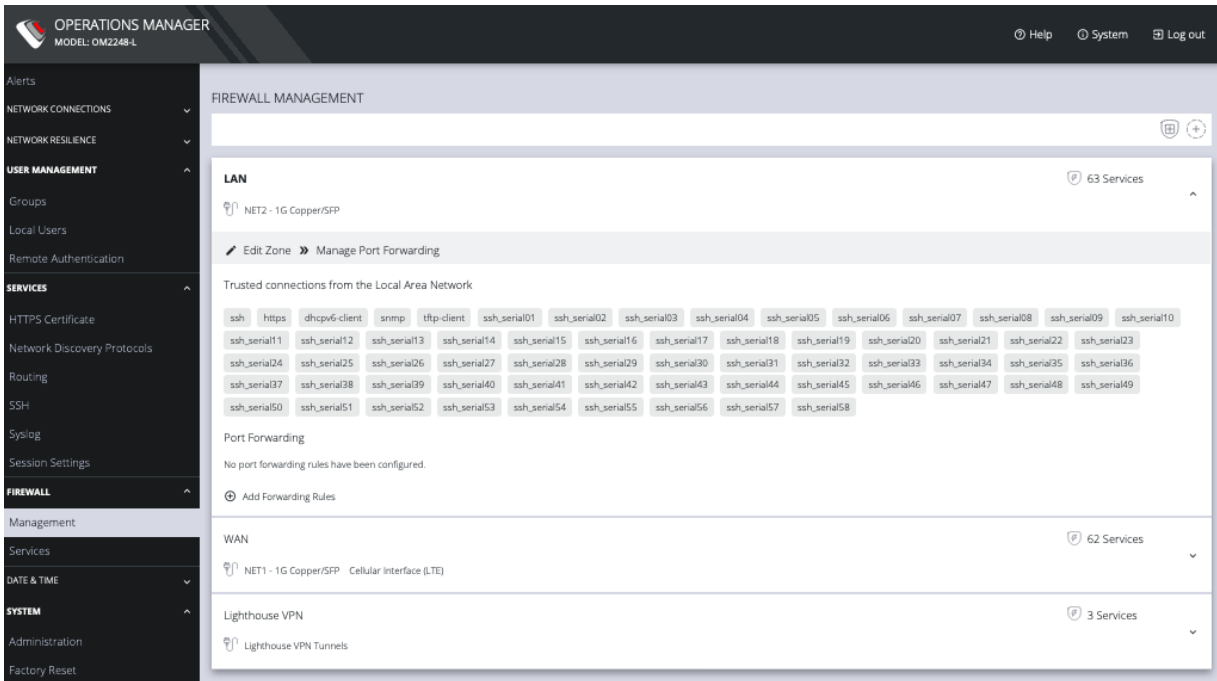 OPERATIONS MANAGER
MODEL: OM2248-L
Help System Log out
Alerts
NETWORK CONNECTIONS
NETWORK RESILIENCE
USER MANAGEMENT
Groups
Local Users
Remote Authentication
SERVICES
HTTPS Certificate
Network Discovery Protocols
Routing
SSH
Syslog
Session Settings
FIREWALL
Management
Services
DATE & TIME
SYSTEM
Administration
Factory Reset
FIREWALL MANAGEMENT
LAN 63 Services
NET2 - 1G Copper/SFP
Edit Zone Manage Port Forwarding
Trusted connections from the Local Area Network
ssh https dhcpv6-client snmp tftp-client ssh_serial01 ssh_serial02 ssh_serial03 ssh_serial04 ssh_serial05 ssh_serial06 ssh_serial07 ssh_serial08 ssh_serial09 ssh_serial10
ssh_serial11 ssh_serial12 ssh_serial13 ssh_serial14 ssh_serial15 ssh_serial16 ssh_serial17 ssh_serial18 ssh_serial19 ssh_serial20 ssh_serial21 ssh_serial22 ssh_serial23
ssh_serial24 ssh_serial25 ssh_serial26 ssh_serial27 ssh_serial28 ssh_serial29 ssh_serial30 ssh_serial31 ssh_serial32 ssh_serial33 ssh_serial34 ssh_serial35 ssh_serial36
ssh_serial37 ssh_serial38 ssh_serial39 ssh_serial40 ssh_serial41 ssh_serial42 ssh_serial43 ssh_serial44 ssh_serial45 ssh_serial46 ssh_serial47 ssh_serial48 ssh_serial49
ssh_serial50 ssh_serial51 ssh_serial52 ssh_serial53 ssh_serial54 ssh_serial55 ssh_serial56 ssh_serial57 ssh_serial58
Port Forwarding
No port forwarding rules have been configured.
Add Forwarding Rules
WAN 62 Services
NET1 - 1G Copper/SFP Cellular Interface (LTE)
Lighthouse VPN 3 Services
Lighthouse VPN Tunnels